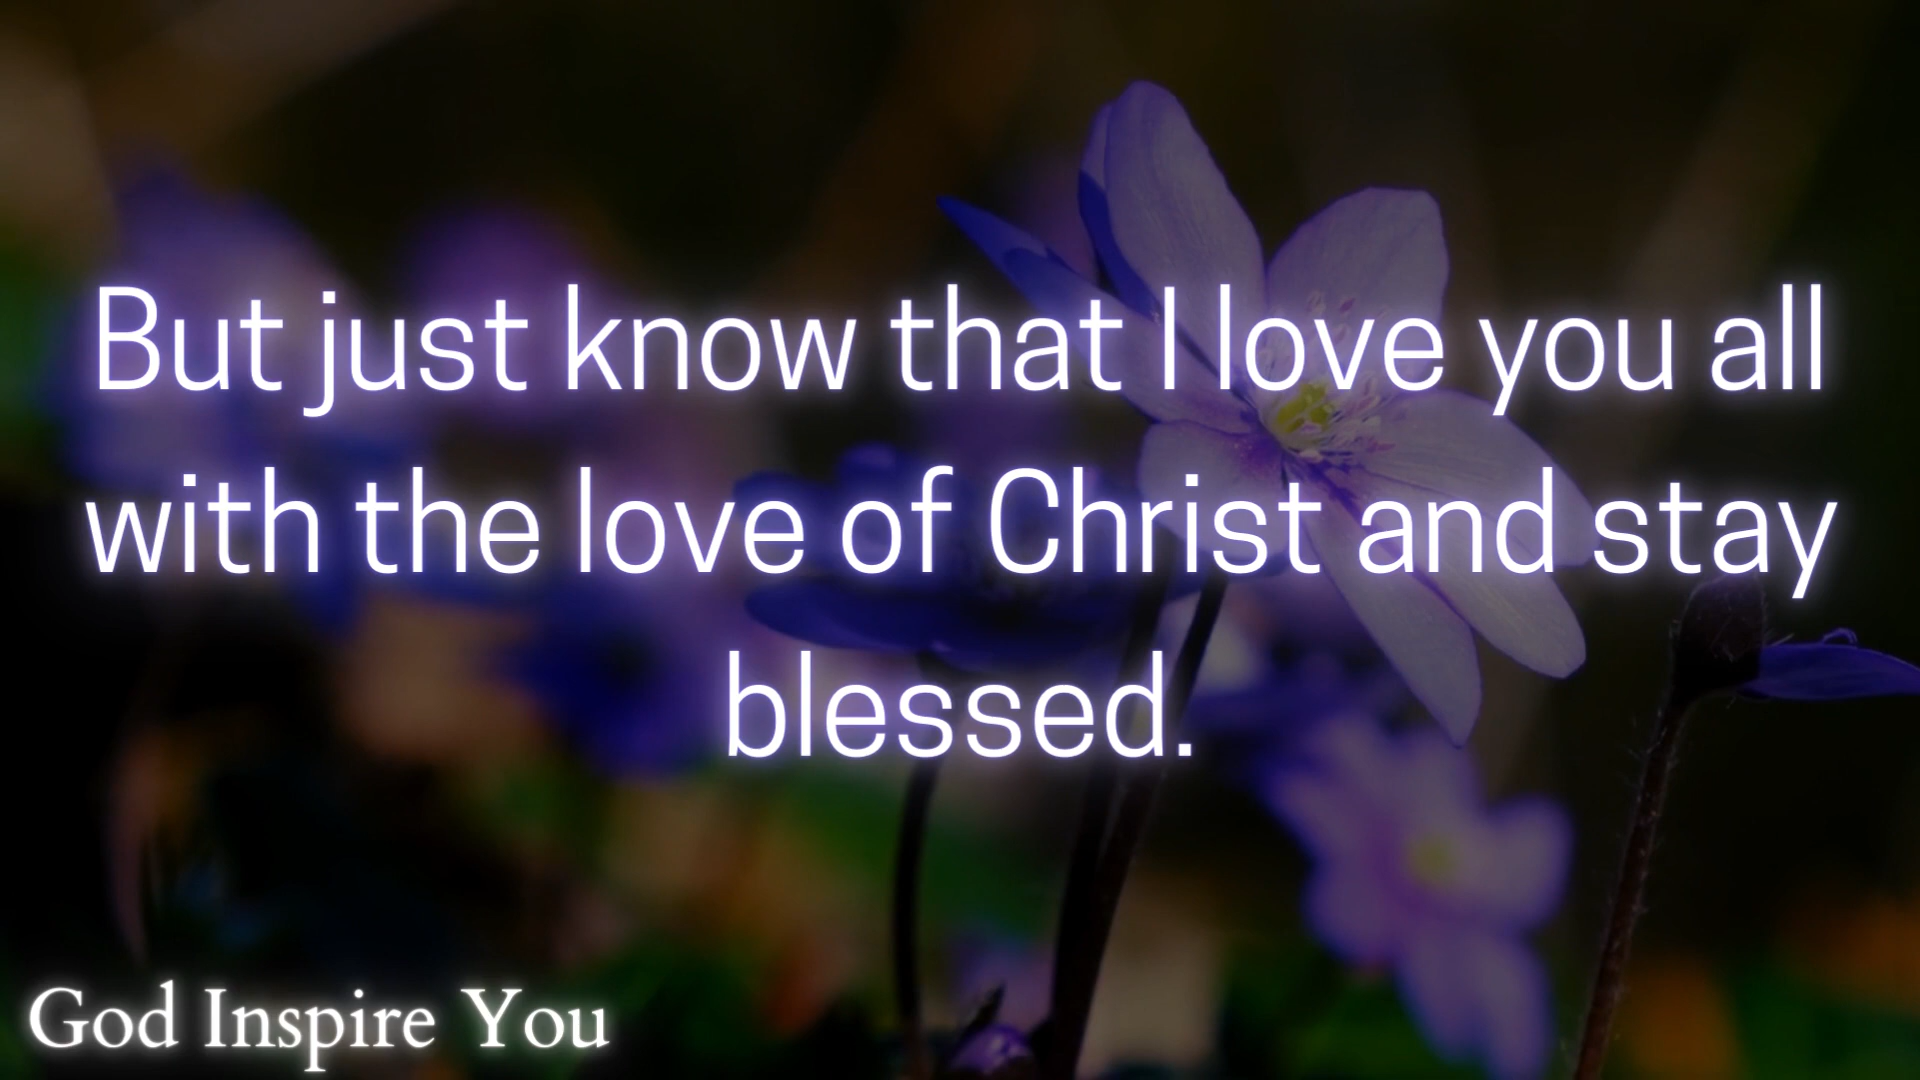 But just know that I love you all
with the love of Christ and stay
blessed.
God Inspire You